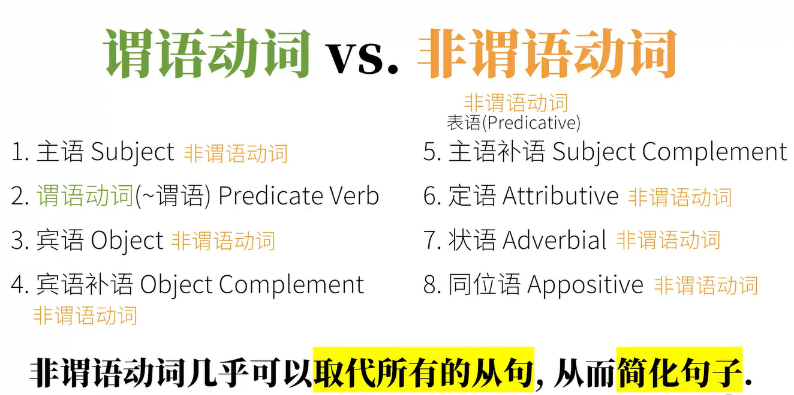 谓语动词 vs. 非谓语动词
1. 主语 Subject 非谓语动词
2. 谓语动词(~谓语) Predicate Verb
3. 宾语 Object 非谓语动词
4. 宾语补语 Object Complement
非谓语动词
非谓语动词
表语(Predicative)
5. 主语补语 Subject Complement
6. 定语 Attributive 非谓语动词
7. 状语 Adverbial 非谓语动词
8. 同位语 Appositive 非谓语动词
非谓语动词几乎可以取代所有的从句, 从而简化句子.